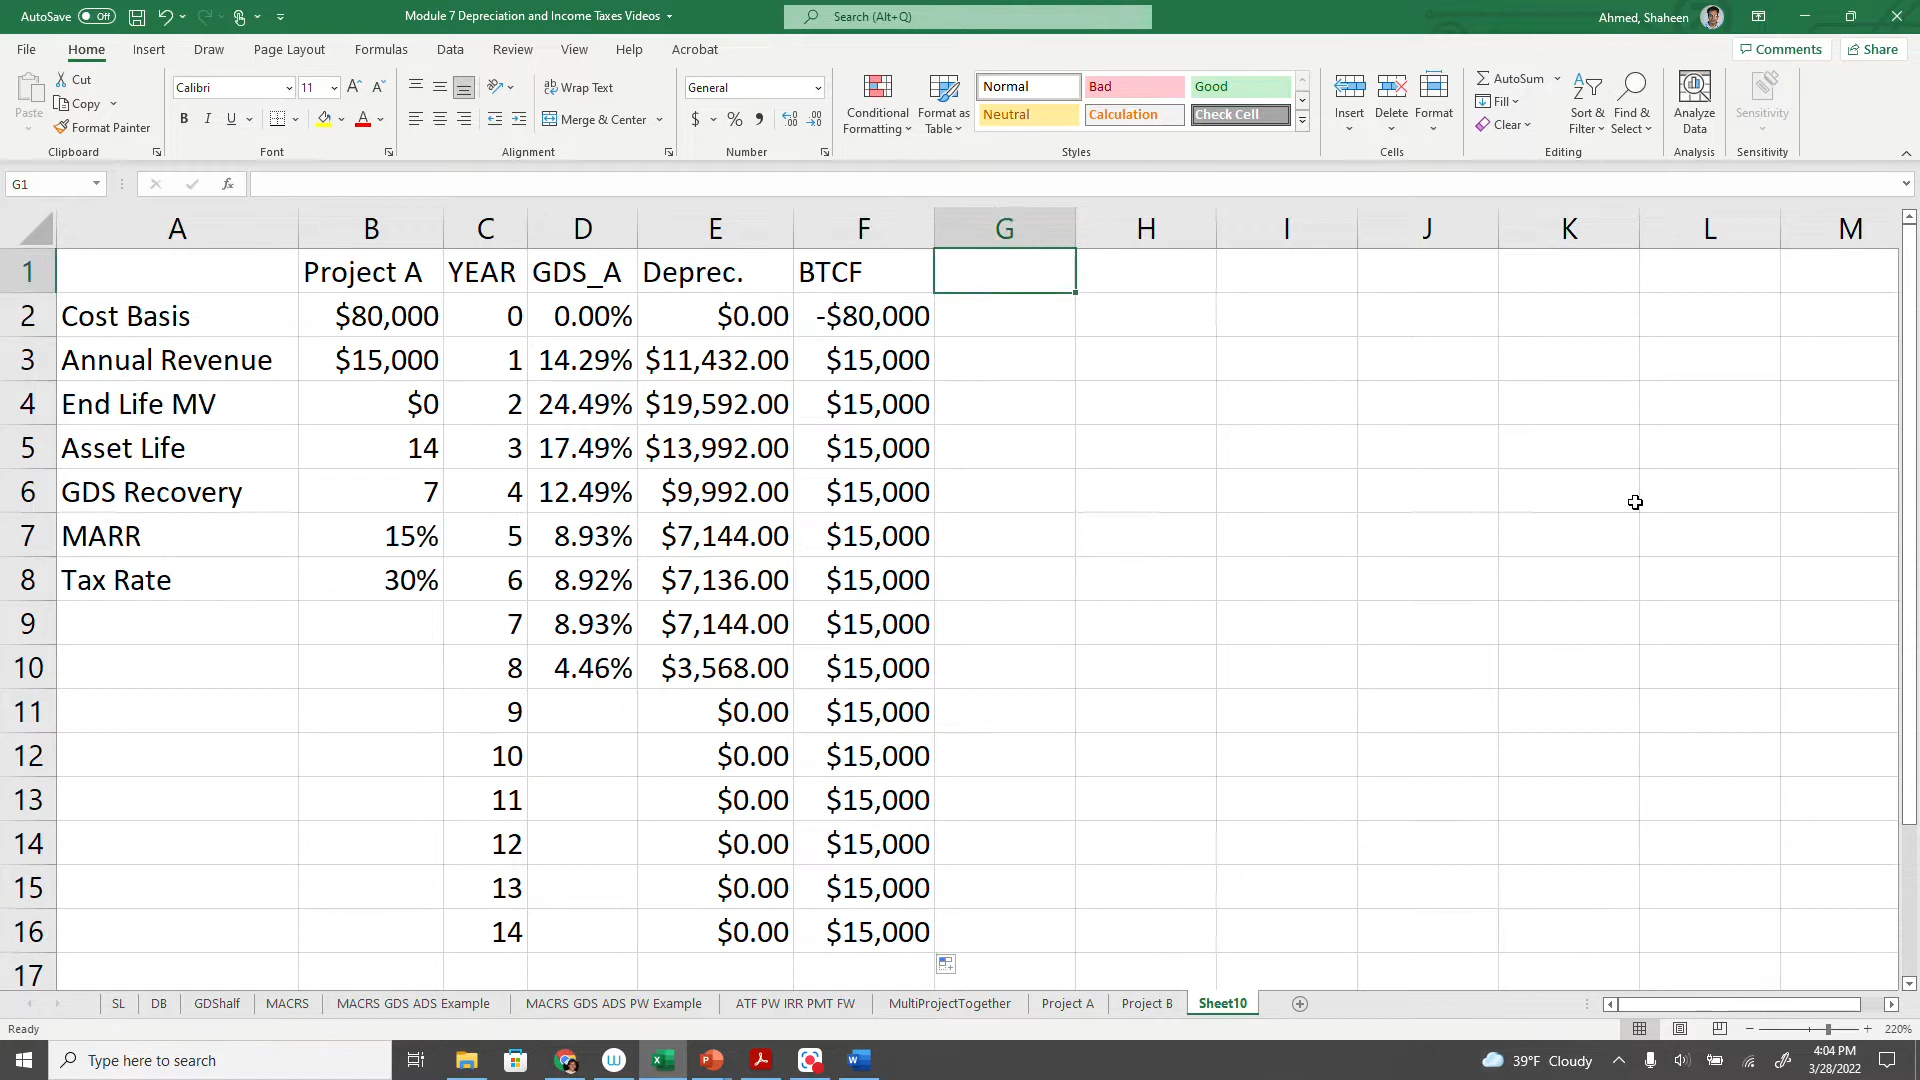 AutoSave Off Module 7 Depreciation and Income Taxes Videos Search (Alt+Q) Ahmed, Shaheen
File Home Insert Draw Page Layout Formulas Data Review View Help Acrobat Comments Share
Paste Cut Copy Format Painter Clipboard
Calibri 11 B I U A A A Font
Wrap Text Merge & Center Alignment
General $ % 9 Number
Conditional Formatting Format as Table Normal Bad Good Neutral Calculation Check Cell Styles
Insert Delete Format Cells
AutoSum Fill Clear Sort & Filter Find & Select Editing
Analyze Data Analysis Sensitivity Sensitivity
G1 fx
A B C D E F G H I J K L M
1 Project A YEAR GDS_A Deprec. BTCF
2 Cost Basis $80,000 0 0.00% $0.00 -$80,000
3 Annual Revenue $15,000 1 14.29% $11,432.00 $15,000
4 End Life MV $0 2 24.49% $19,592.00 $15,000
5 Asset Life 14 3 17.49% $13,992.00 $15,000
6 GDS Recovery 7 4 12.49% $9,992.00 $15,000
7 MARR 15% 5 8.93% $7,144.00 $15,000
8 Tax Rate 30% 6 8.92% $7,136.00 $15,000
9 7 8.93% $7,144.00 $15,000
10 8 4.46% $3,568.00 $15,000
11 9 $0.00 $15,000
12 10 $0.00 $15,000
13 11 $0.00 $15,000
14 12 $0.00 $15,000
15 13 $0.00 $15,000
16 14 $0.00 $15,000
17
SL DB GDShalf MACRS MACRS GDS ADS Example MACRS GDS ADS PW Example ATF PW IRR PMT FW MultiProjectTogether Project A Project B Sheet10
Ready 220%
Type here to search 39°F Cloudy 4:04 PM
3/28/2022